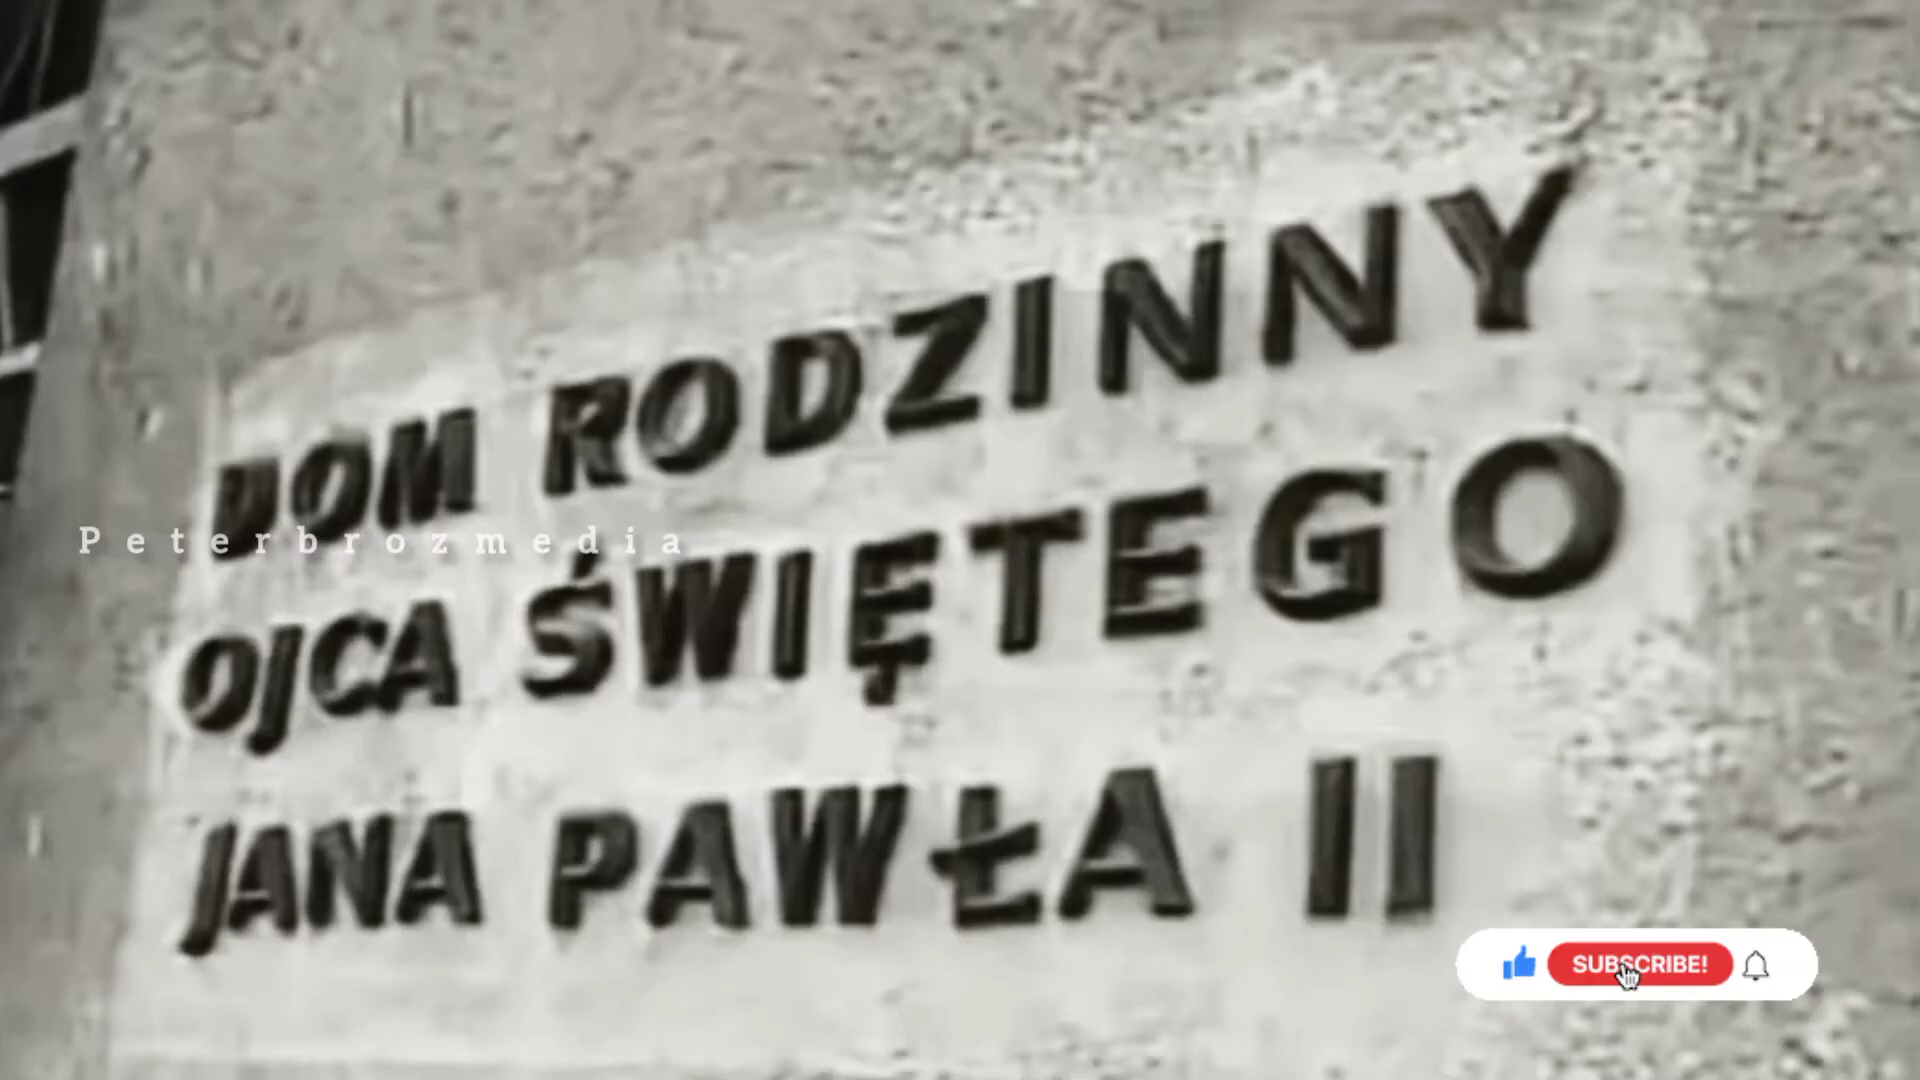 DOM RODZINNY
Peterbrozmedia
OJCA ŚWIĘTEGO
JANA PAWŁA II
SUBSCRIBE!